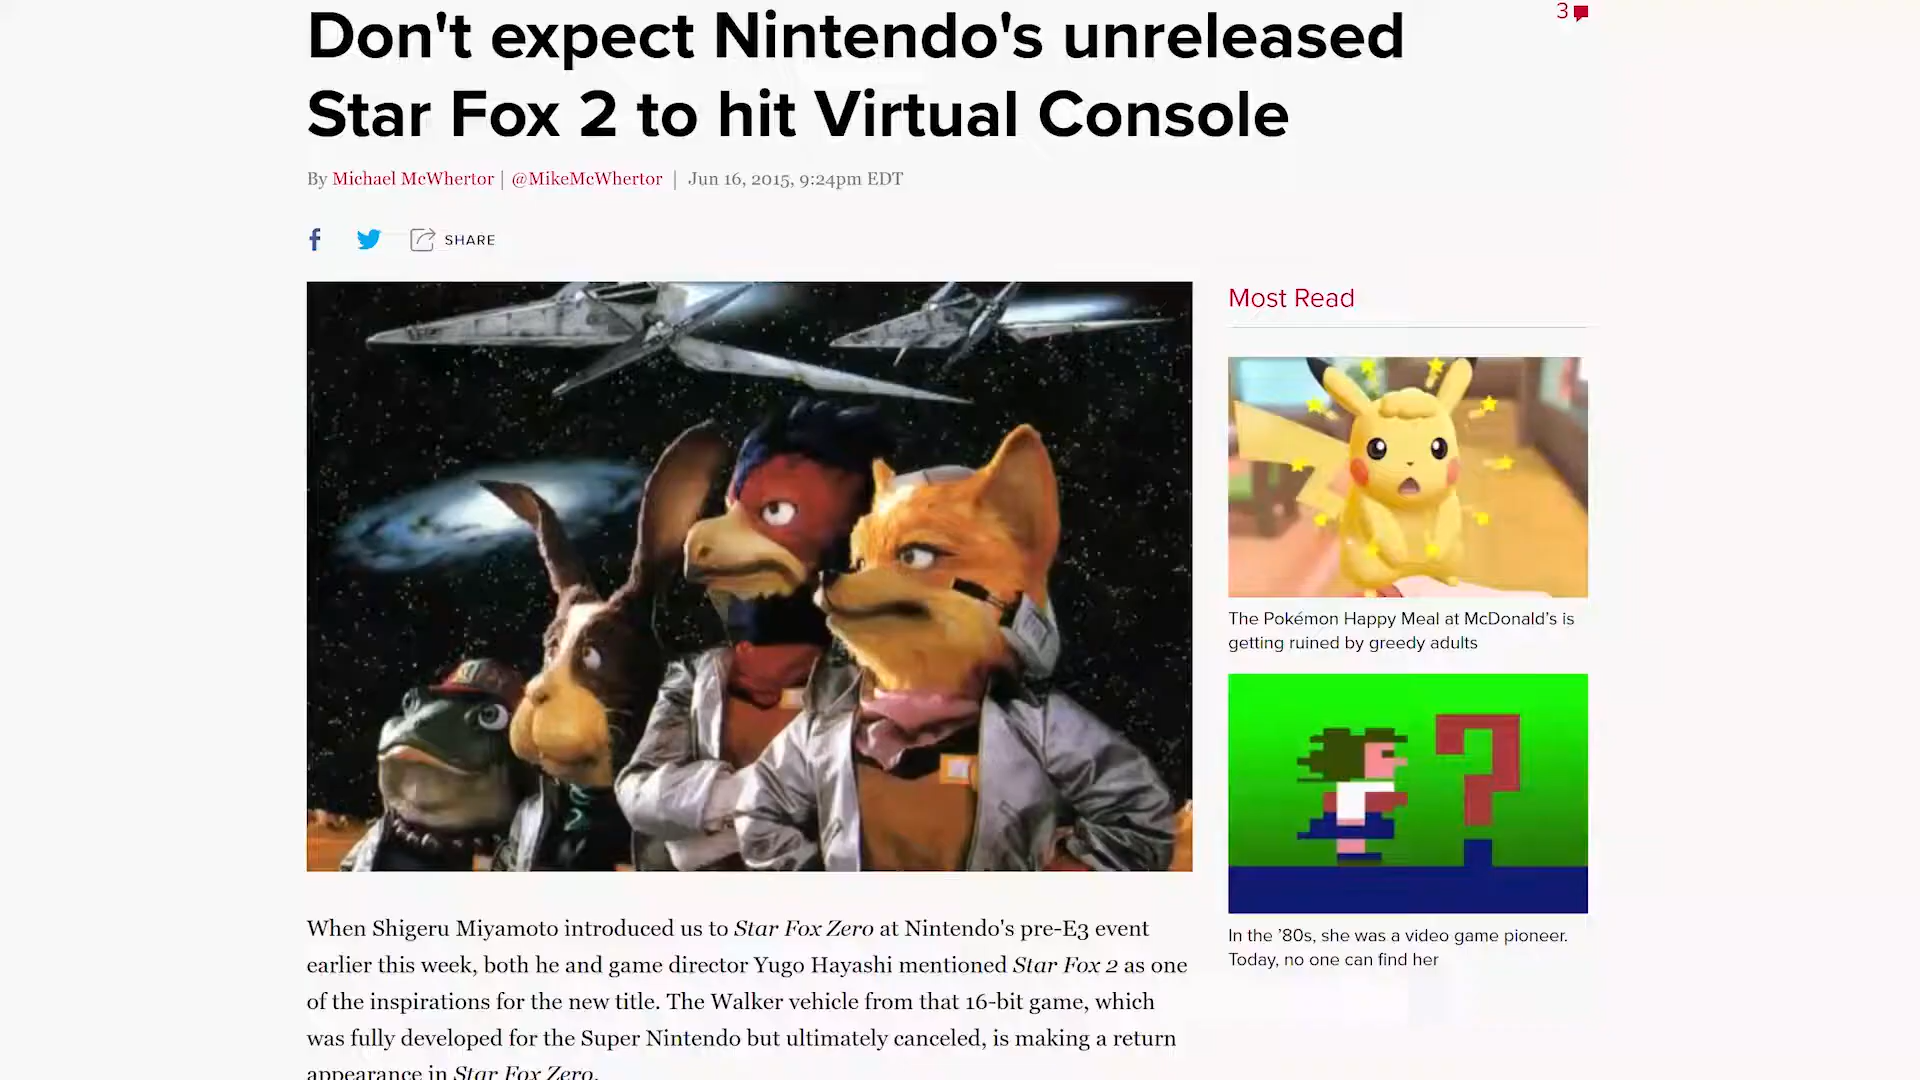 Don't expect Nintendo's unreleased
Star Fox 2 to hit Virtual Console
3
By Michael McWhertor | @MikeMcWhertor | Jun 16, 2015, 9:24pm EDT
SHARE
Most Read
The Pokémon Happy Meal at McDonald’s is
getting ruined by greedy adults
In the ’80s, she was a video game pioneer.
Today, no one can find her
When Shigeru Miyamoto introduced us to Star Fox Zero at Nintendo's pre-E3 event
earlier this week, both he and game director Yugo Hayashi mentioned Star Fox 2 as one
of the inspirations for the new title. The Walker vehicle from that 16-bit game, which
was fully developed for the Super Nintendo but ultimately canceled, is making a return
appearance in Star Fox Zero.